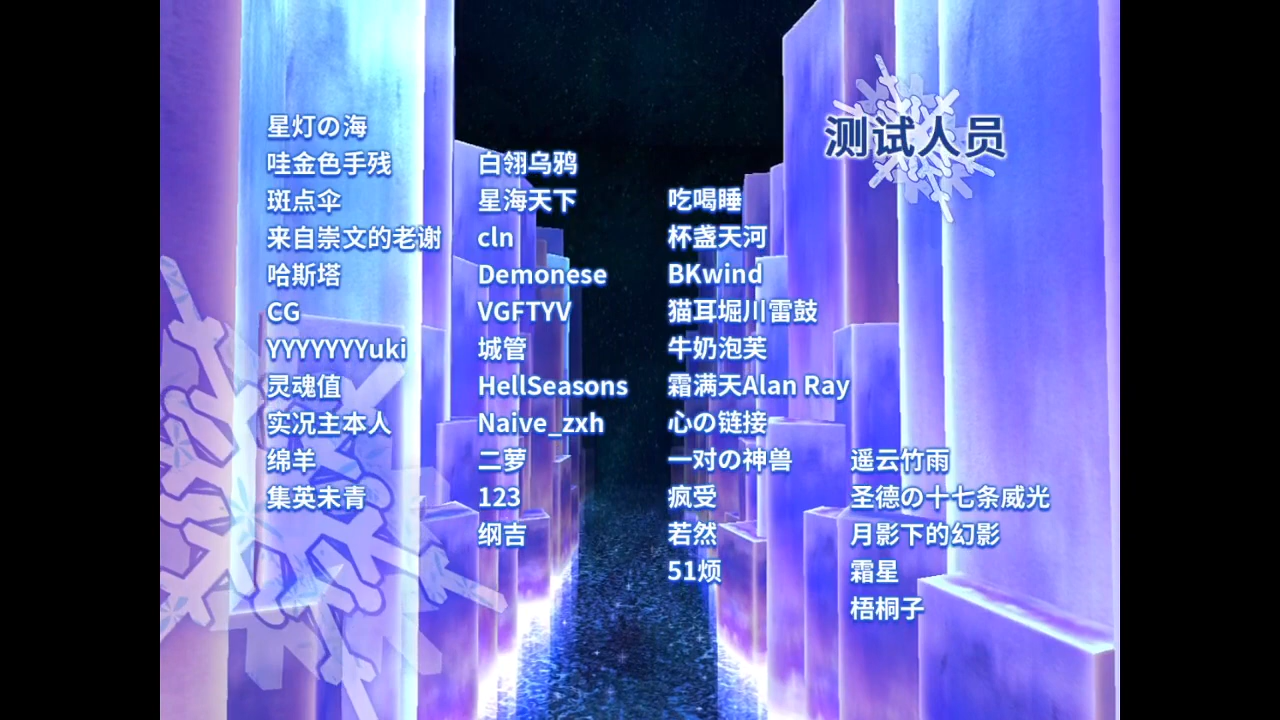 测试人员
星灯の海
哇金色手残
斑点伞
来自崇文的老谢
哈斯塔
CG
YYYYYYYuki
灵魂值
实况主本人
绵羊
集英未青
白翎乌鸦
星海天下
cln
Demonese
VGFTYV
城管
HellSeasons
Naive_zxh
二萝
123
纲吉
吃喝睡
杯盏天河
BKwind
猫耳堀川雷鼓
牛奶泡芙
霜满天Alan Ray
心の链接
一对の神兽
疯受
若然
51烦
遥云竹雨
圣德の十七条威光
月影下的幻影
霜星
梧桐子